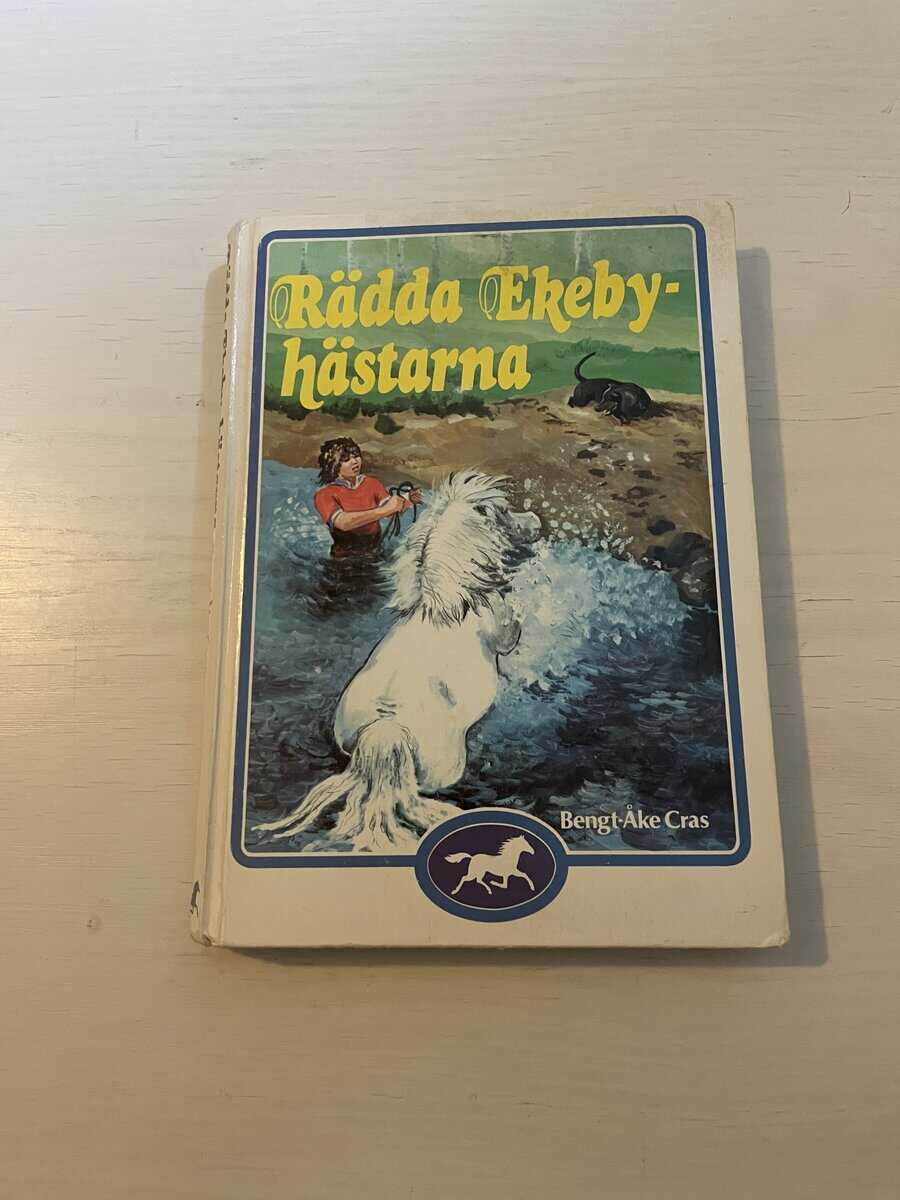 Rädda Ekeby-
hästarna
Bengt-Åke Cras